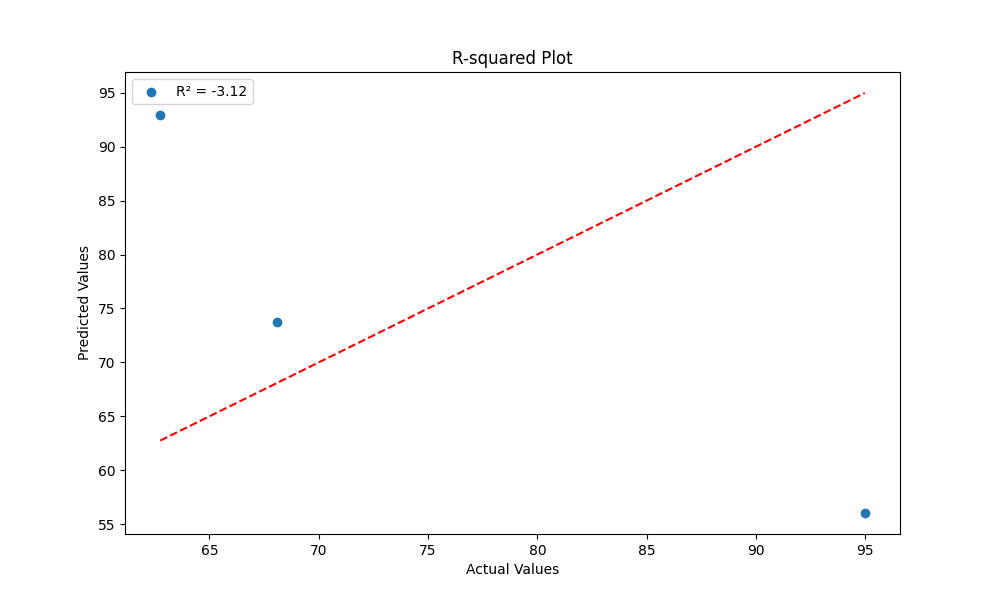 R-squared Plot
R² = -3.12
95
90
85
80
75
70
65
60
55
Predicted Values
65 70 75 80 85 90 95
Actual Values